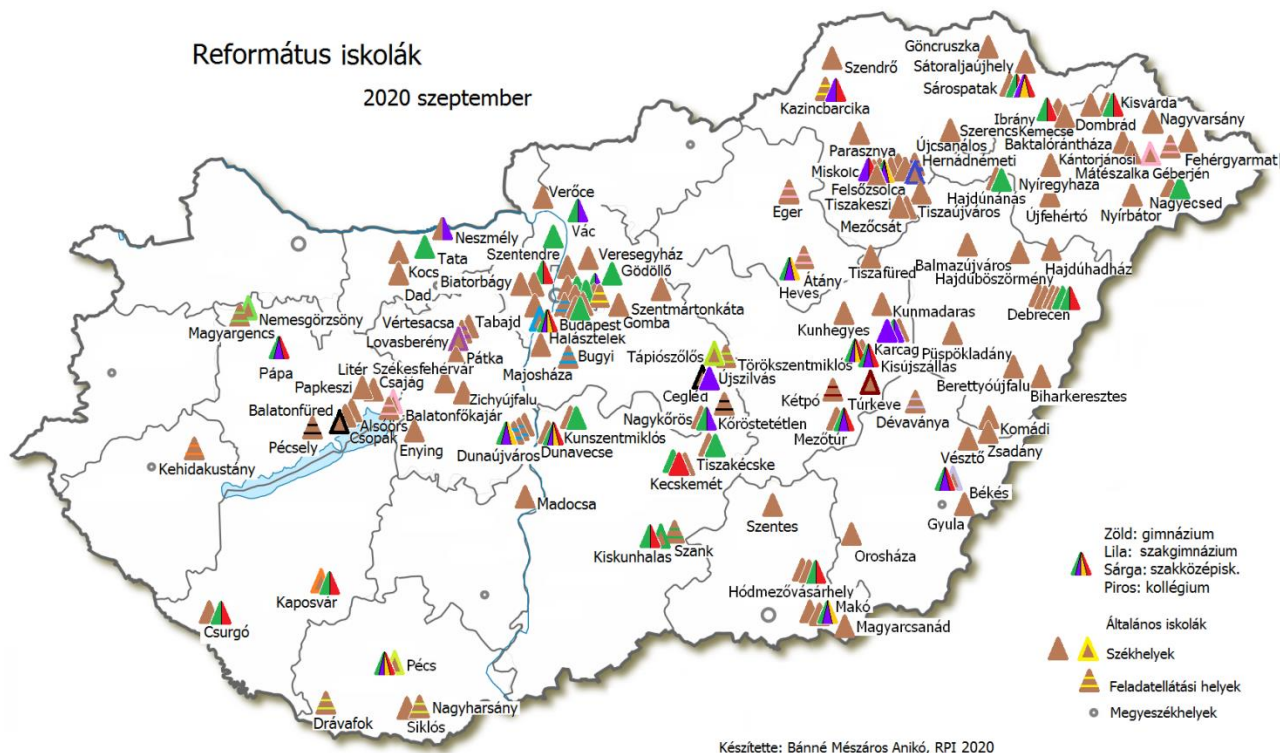 Református iskolák
2020 szeptember
Göncruszka
Szendrő
Sátoraljaújhely
Sárospatak
Kazincbarcika
Kisvárda
Ibrány
Dombrád
Nagyvarsány
Szerencs
Kemecse
Parasznya
Újcsanálos
Baktalórántháza
Hernádnémeti
Kántorjánosi
Fehérgyarmat
Miskolc
Mátészalka
Géberjén
Felsőzsolca
Nyíregyhaza
Verőce
Eger
Tiszakeszi
Hajdúnánás
Nagyecsed
Tiszaújváros
Újfehértó
Nyírbátor
Vác
Mezőcsát
Neszmély
Szentendre
Veresegyház
Tata
Gödöllő
Balmazújváros
Hajdúhadház
Kocs
Átány
Tiszafüred
Hajdúböszörmény
Biatorbágy
Heves
Dad
Szentmártonkáta
Debrecen
Nemesgörzsöny
Vértesacsa
Tabajd
Budapest
Gomba
Kunmadaras
Magyargencs
Kunhegyes
Lovasberény
Halásztelek
Karcag
Pátka
Bugyi
Tápiószőlős
Törökszentmiklós
Püspökladány
Pápa
Litér
Székesfehérvár
Majosháza
Kisújszállás
Papkeszi
Csajág
Újszilvás
Berettyóújfalu
Zichyújfalu
Cegléd
Kétpó
Túrkeve
Biharkeresztes
Balatonfüred
Balatonfőkajár
Nagykőrös
Kőröstetétlen
Dévaványa
Alsóörs
Kunszentmiklós
Pécsely
Csopak
Mezőtúr
Komádi
Enying
Dunaújváros
Dunavecse
Zsadány
Kehidakustány
Tiszakécske
Vésztő
Kecskemét
Békés
Madocsa
Szentes
Gyula
Kiskunhalas
Szank
Orosháza
Zöld: gimnázium
Lila: szakgimnázium
Sárga: szakközépisk.
Piros: kollégium
Kaposvár
Hódmezővásárhely
Makó
Csurgó
Magyarcsanád
Általános iskolák
Székhelyek
Pécs
Feladatellátási helyek
Drávafok
Nagyharsány
Siklós
Megyeszékhelyek
Készítette: Bánné Mészáros Anikó, RPI 2020